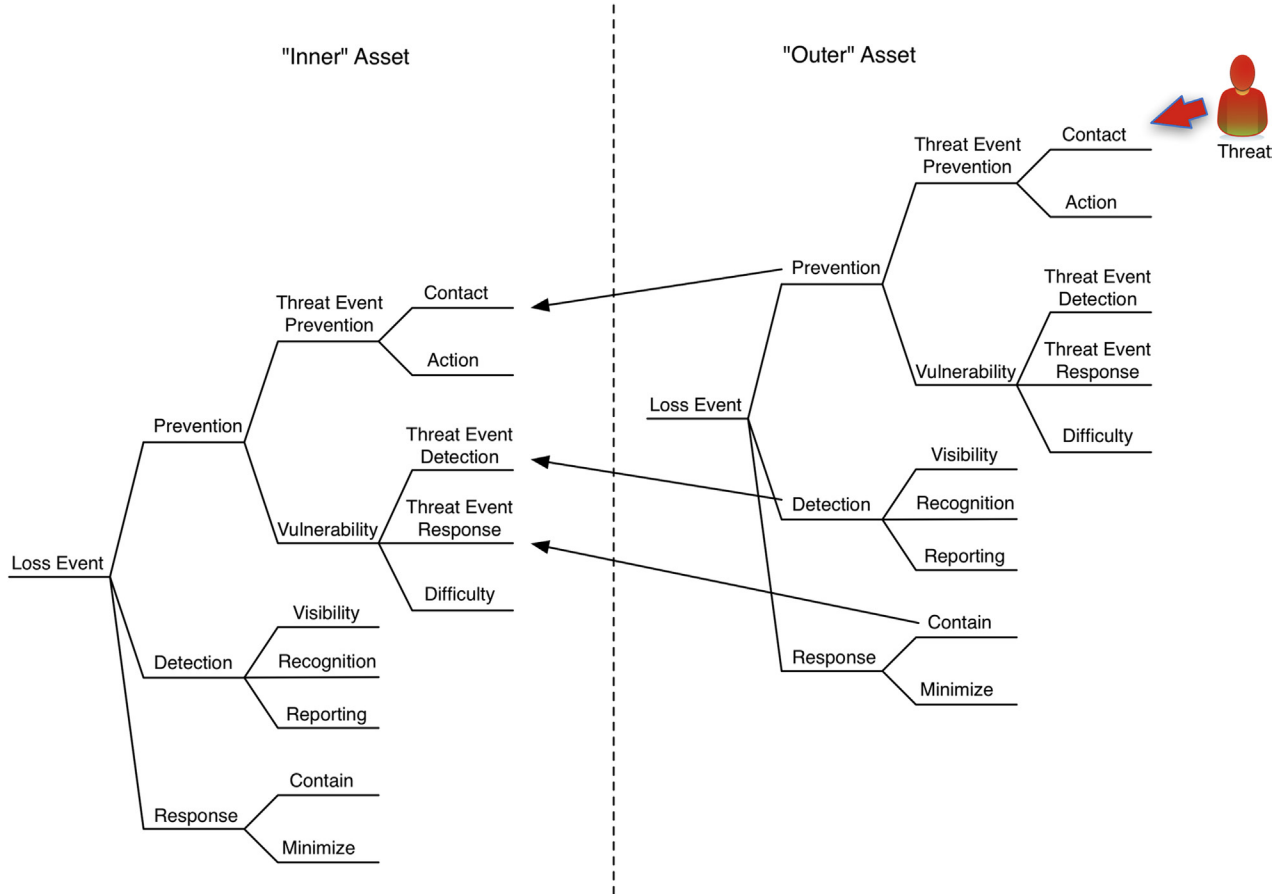 "Inner" Asset
"Outer" Asset
Threat
Threat Event
Prevention
Contact
Action
Prevention
Threat Event
Detection
Threat Event
Response
Vulnerability
Difficulty
Loss Event
Visibility
Detection
Recognition
Reporting
Contain
Response
Minimize
Threat Event
Prevention
Contact
Action
Prevention
Threat Event
Detection
Threat Event
Response
Vulnerability
Difficulty
Loss Event
Visibility
Detection
Recognition
Reporting
Contain
Response
Minimize